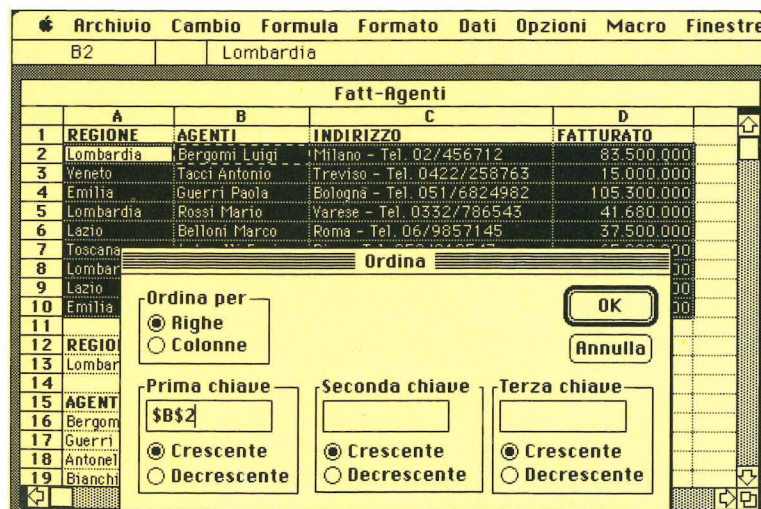 Archivio Cambio Formula Formato Dati Opzioni Macro Finestre
B2 Lombardia
Fatt-Agenti
A B C D
1 REGIONE AGENTI INDIRIZZO FATTURATO
2 Lombardia Bergomi Luigi Milano - Tel. 02/456712 83.500.000
3 Veneto Tacci Antonio Treviso - Tel. 0422/258763 15.000.000
4 Emilia Guerri Paola Bologna - Tel. 051/6824982 105.300.000
5 Lombardia Rossi Mario Varese - Tel. 0332/786543 41.680.000
6 Lazio Belloni Marco Roma - Tel. 06/9857145 37.500.000
7 Toscana
8 Lombar
9 Lazio
10 Emilia
11
12 REGIO
13 Lombar
14
15 AGENT
16 Bergom
17 Guerri
18 Antonel
19 Bianchi
Ordina
Ordina per
Righe
Colonne
OK
Annulla
Prima chiave
$B$2
Crescente
Decrescente
Seconda chiave
Crescente
Decrescente
Terza chiave
Crescente
Decrescente